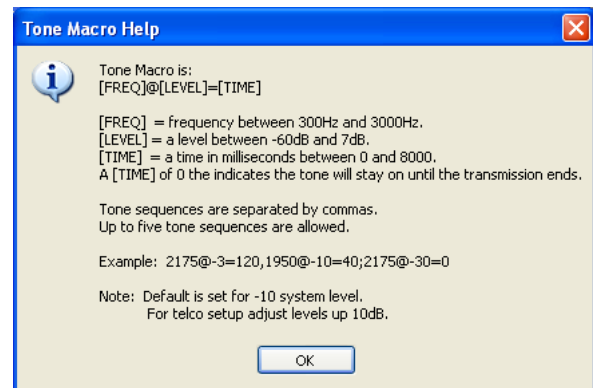 Tone Macro Help
Tone Macro is:
[FREQ]@[LEVEL]=[TIME]
[FREQ] = frequency between 300Hz and 3000Hz.
[LEVEL] = a level between -60dB and 7dB.
[TIME] = a time in milliseconds between 0 and 8000.
A [TIME] of 0 the indicates the tone will stay on until the transmission ends.
Tone sequences are separated by commas.
Up to five tone sequences are allowed.
Example: 2175@-3=120,1950@-10=40;2175@-30=0
Note: Default is set for -10 system level.
For telco setup adjust levels up 10dB.
OK